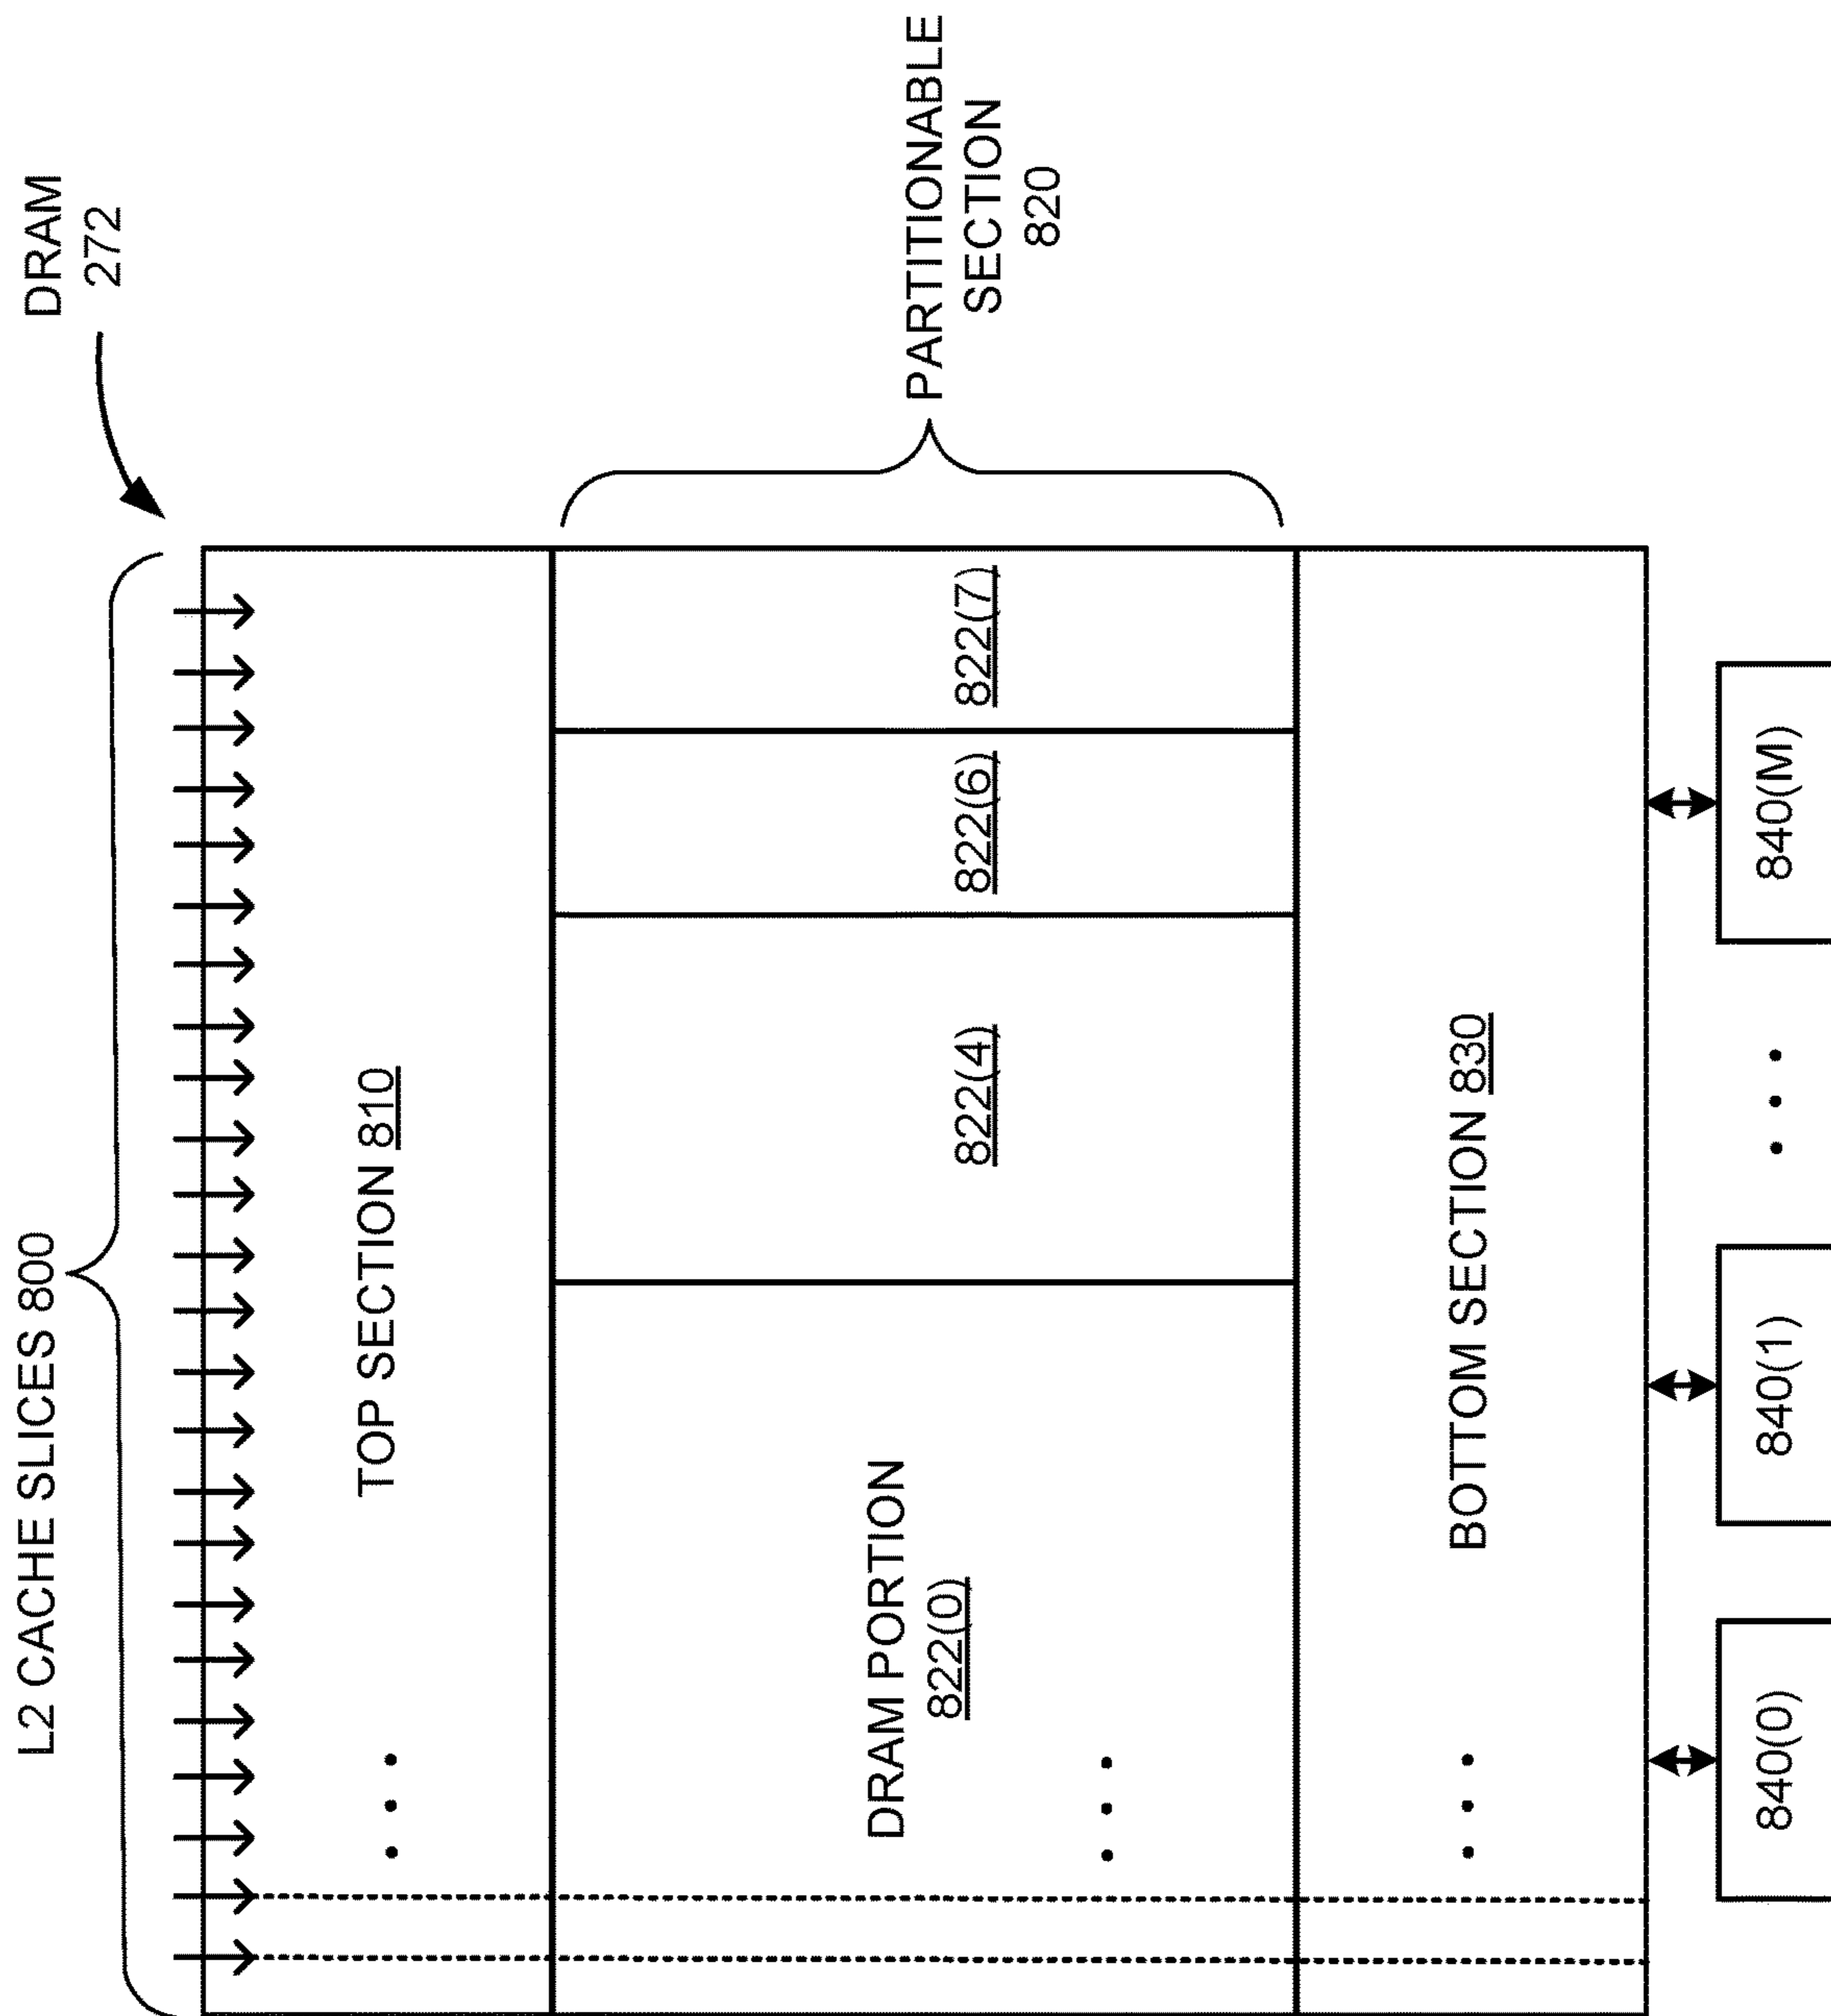 L2 CACHE SLICES 800
DRAM
272
TOP SECTION 810
PARTITIONABLE
SECTION
820
DRAM PORTION
822(0)
822(4)
822(6)
822(7)
BOTTOM SECTION 830
840(0)
840(1)
840(M)